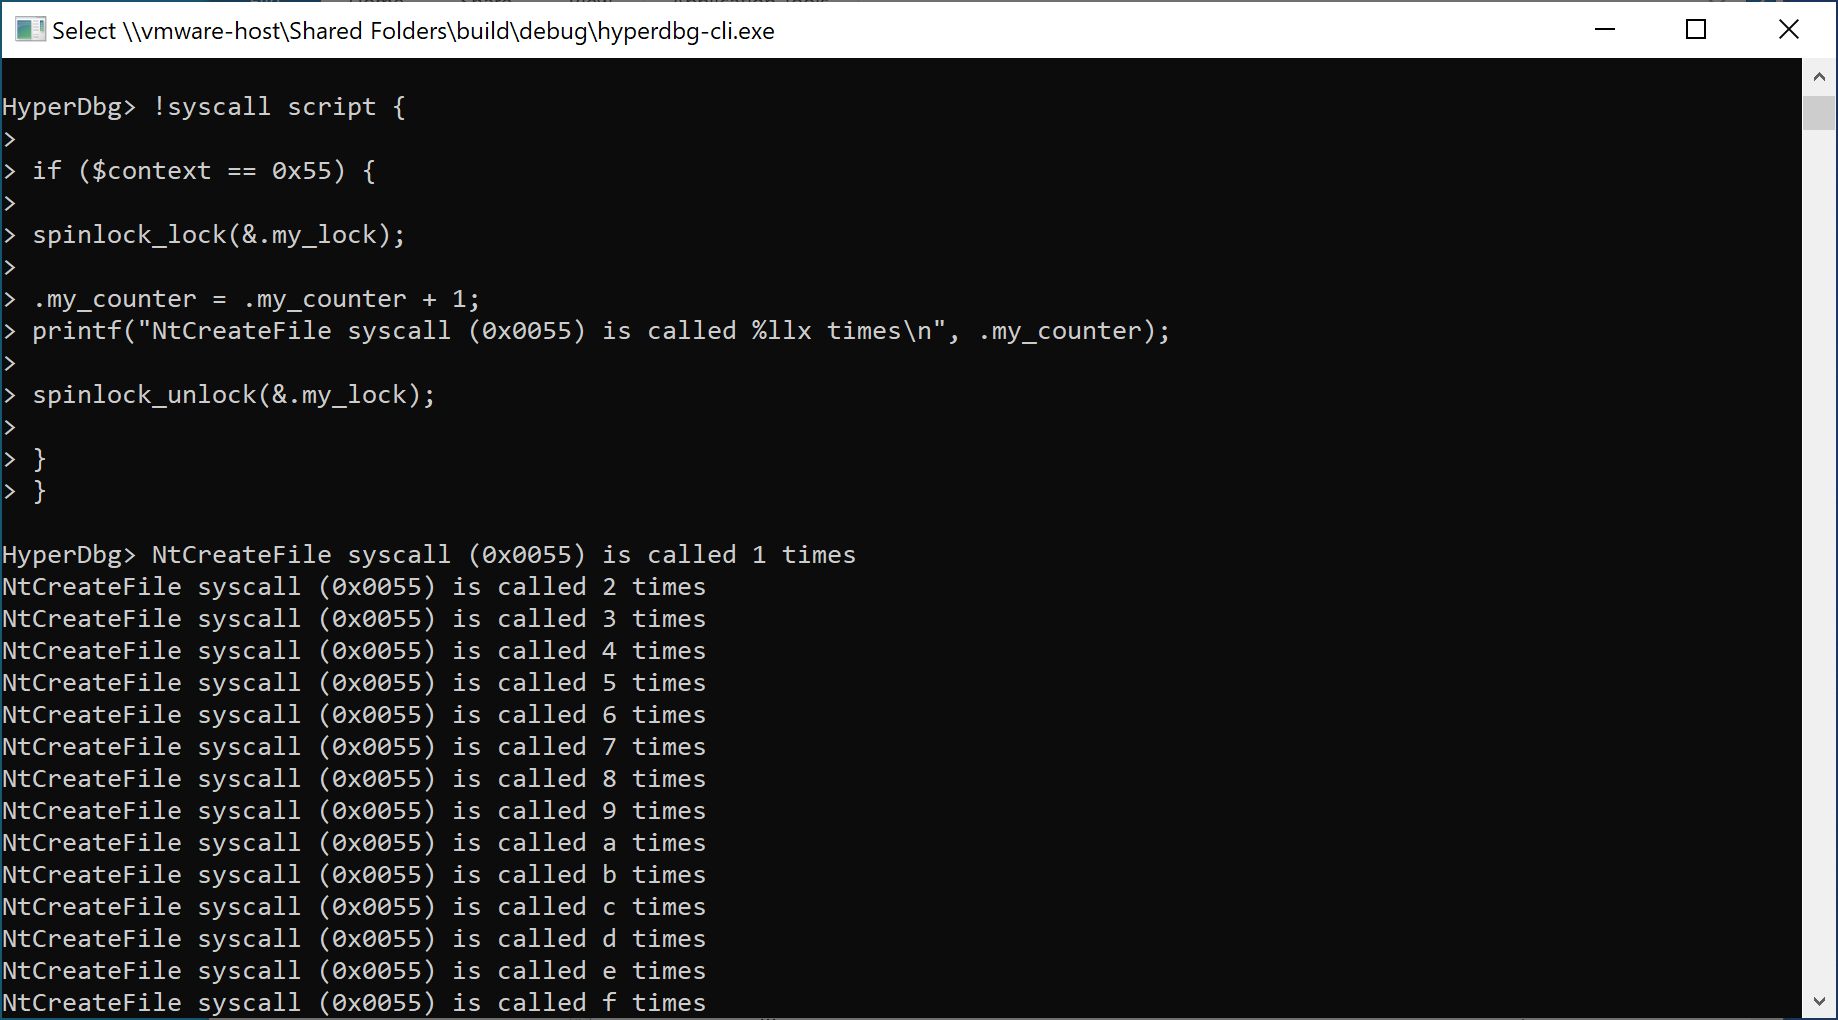 Select \\vmware-host\Shared Folders\build\debug\hyperdbg-cli.exe
HyperDbg> !syscall script {
>
> if ($context == 0x55) {
>
> spinlock_lock(&.my_lock);
>
> .my_counter = .my_counter + 1;
> printf("NtCreateFile syscall (0x0055) is called %llx times\n", .my_counter);
>
> spinlock_unlock(&.my_lock);
>
> }
> }
HyperDbg> NtCreateFile syscall (0x0055) is called 1 times
NtCreateFile syscall (0x0055) is called 2 times
NtCreateFile syscall (0x0055) is called 3 times
NtCreateFile syscall (0x0055) is called 4 times
NtCreateFile syscall (0x0055) is called 5 times
NtCreateFile syscall (0x0055) is called 6 times
NtCreateFile syscall (0x0055) is called 7 times
NtCreateFile syscall (0x0055) is called 8 times
NtCreateFile syscall (0x0055) is called 9 times
NtCreateFile syscall (0x0055) is called a times
NtCreateFile syscall (0x0055) is called b times
NtCreateFile syscall (0x0055) is called c times
NtCreateFile syscall (0x0055) is called d times
NtCreateFile syscall (0x0055) is called e times
NtCreateFile syscall (0x0055) is called f times